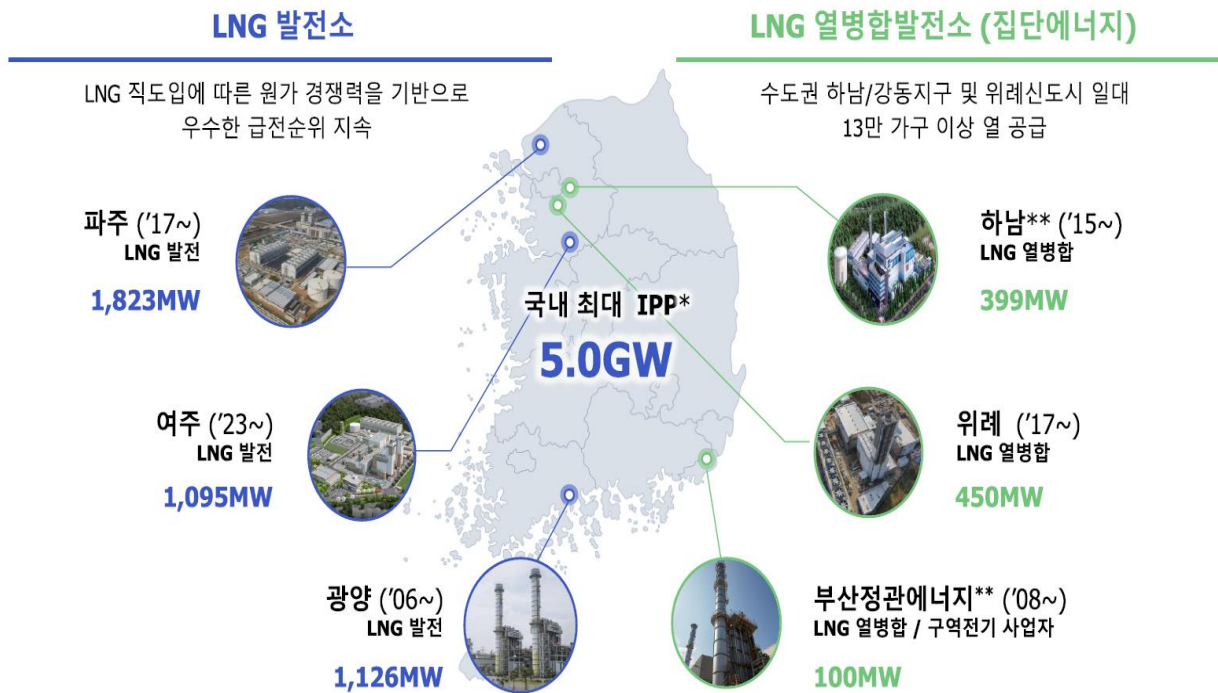 LNG 발전소
LNG 직도입에 따른 원가 경쟁력을 기반으로
우수한 급전순위 지속
LNG 열병합발전소 (집단에너지)
수도권 하남/강동지구 및 위례신도시 일대
13만 가구 이상 열 공급
파주 (’17~)
LNG 발전
1,823MW
하남** (’15~)
LNG 열병합
399MW
국내 최대 IPP*
5.0GW
여주 (’23~)
LNG 발전
1,095MW
위례 (’17~)
LNG 열병합
450MW
광양 (’06~)
LNG 발전
1,126MW
부산정관에너지** (’08~)
LNG 열병합 / 구역전기 사업자
100MW